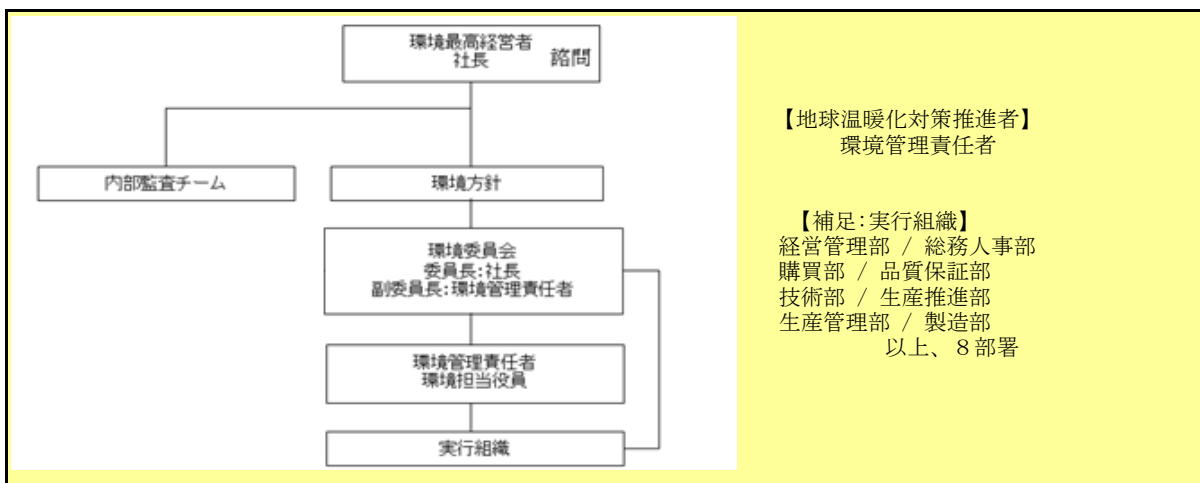 環境最高経営者
社長 諮問
内部監査チーム
環境方針
環境委員会
委員長:社長
副委員長:環境管理責任者
環境管理責任者
環境担当役員
実行組織
【地球温暖化対策推進者】
環境管理責任者
【補足:実行組織】
経営管理部 / 総務人事部
購買部 / 品質保証部
技術部 / 生産推進部
生産管理部 / 製造部
以上、８部署